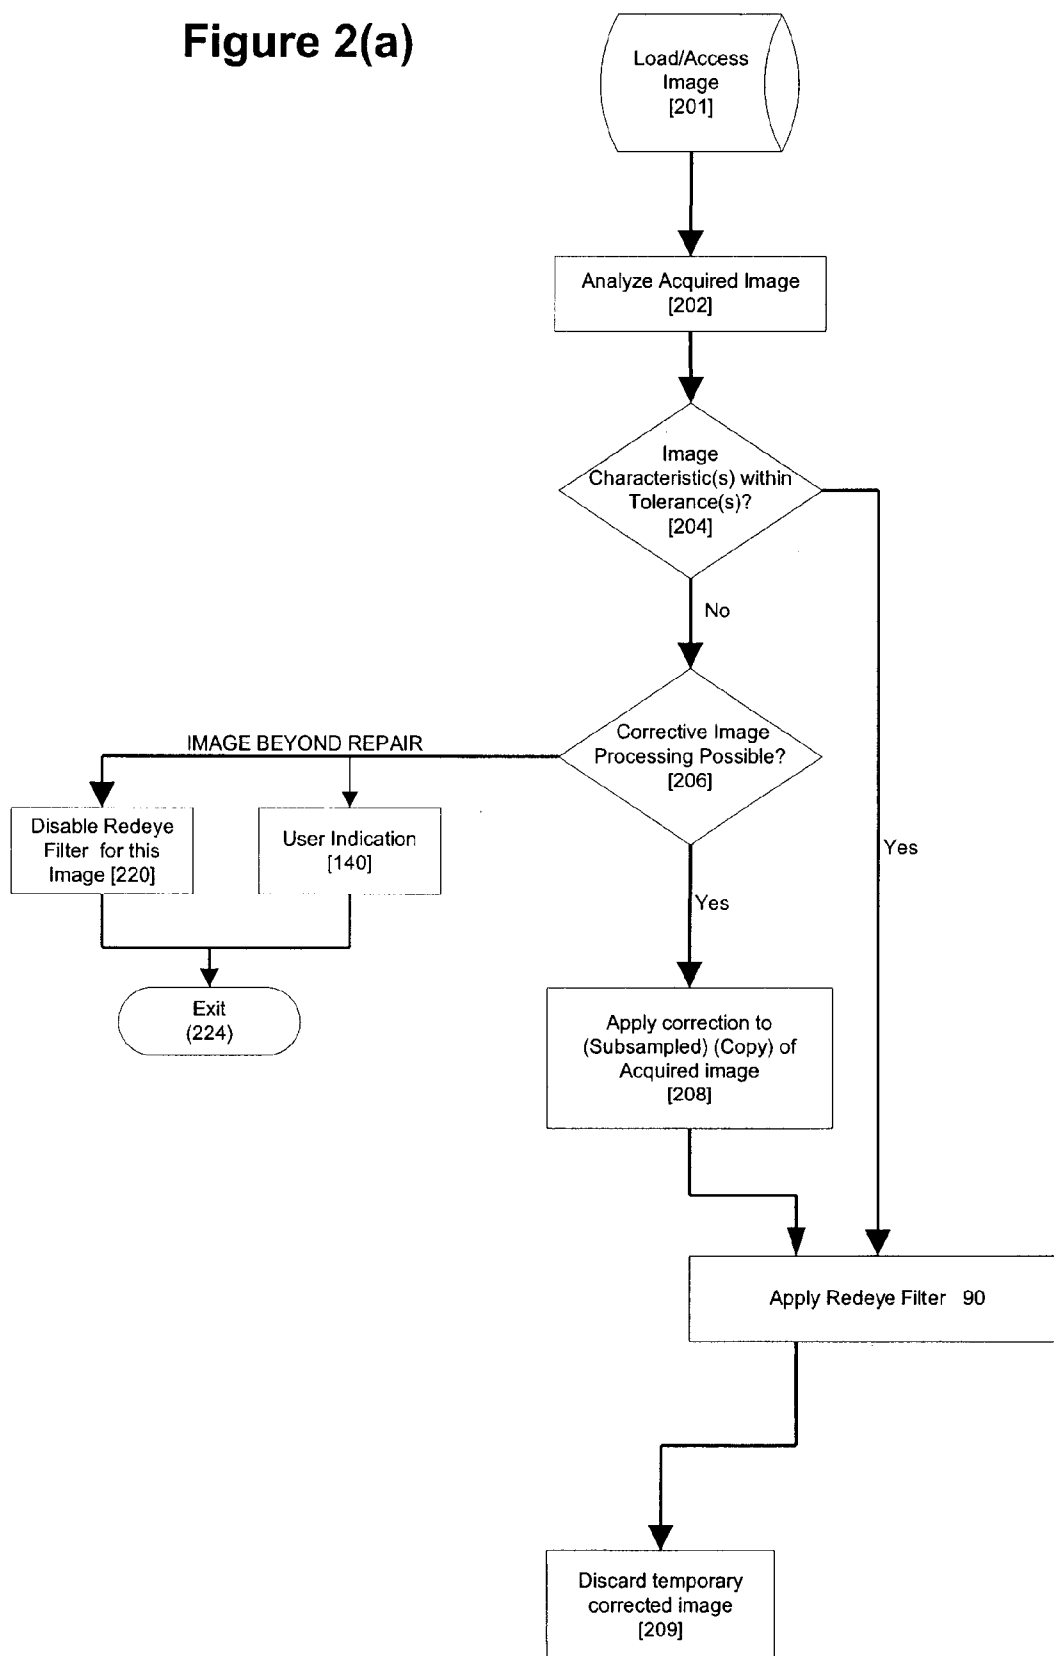 Figure 2(a)
Load/Access
Image
[201]
Analyze Acquired Image
[202]
Image
Characteristic(s) within
Tolerance(s)?
[204]
No
Yes
Corrective Image
Processing Possible?
[206]
IMAGE BEYOND REPAIR
Disable Redeye
Filter for this
Image [220]
User Indication
[140]
Exit
(224)
Yes
Apply correction to
(Subsampled) (Copy) of
Acquired image
[208]
Apply Redeye Filter 90
Discard temporary
corrected image
[209]